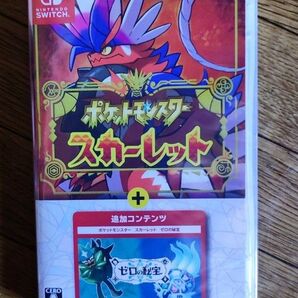 NINTENDO
SWITCH
ポケットモンスター
スカーレット
+
追加コンテンツ
ポケットモンスター スカーレット ゼロの秘宝
ゼロの秘宝
CERO